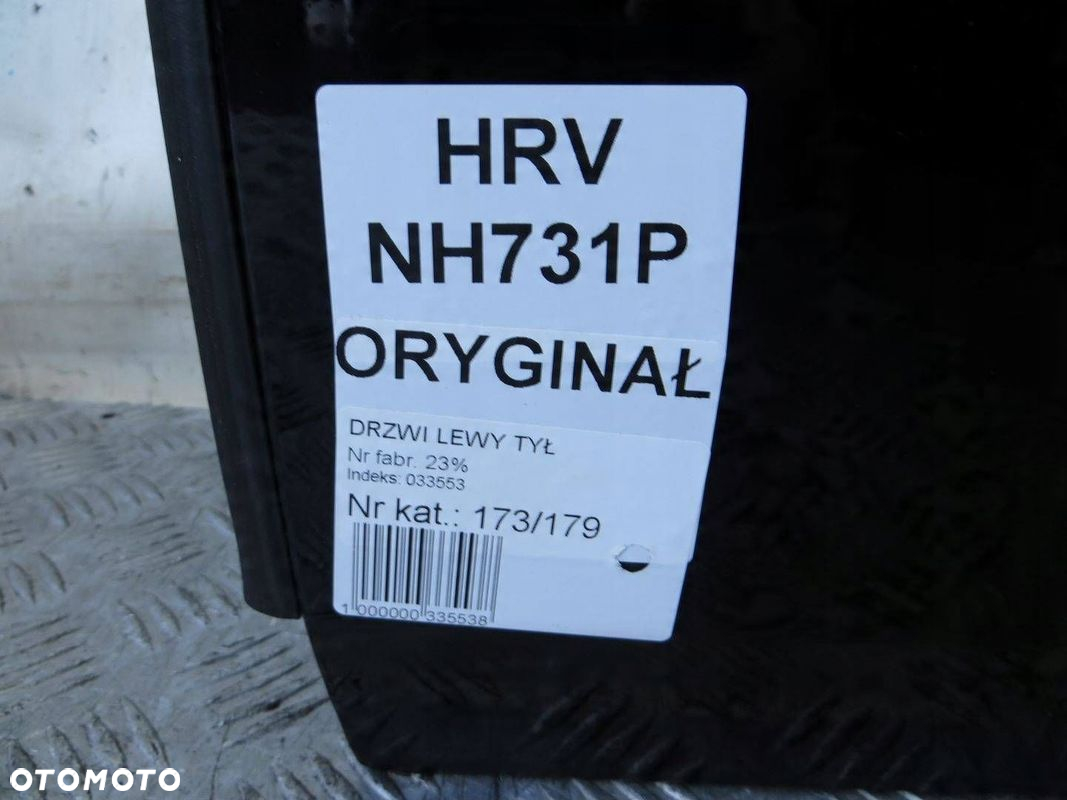 HRV
NH731P
ORYGINAŁ
DRZWI LEWY TYŁ
Nr fabr. 23%
Indeks: 033553
Nr kat.: 173/179
1 000000 335538
OTOMOTO